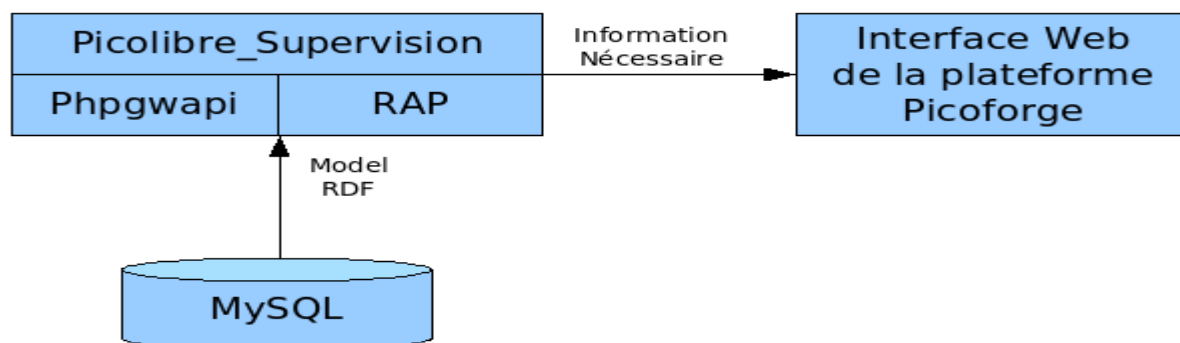 Picolibre_Supervision
Phpgwapi
RAP
Information
Nécessaire
Interface Web
de la plateforme
Picoforge
Model
RDF
MySQL